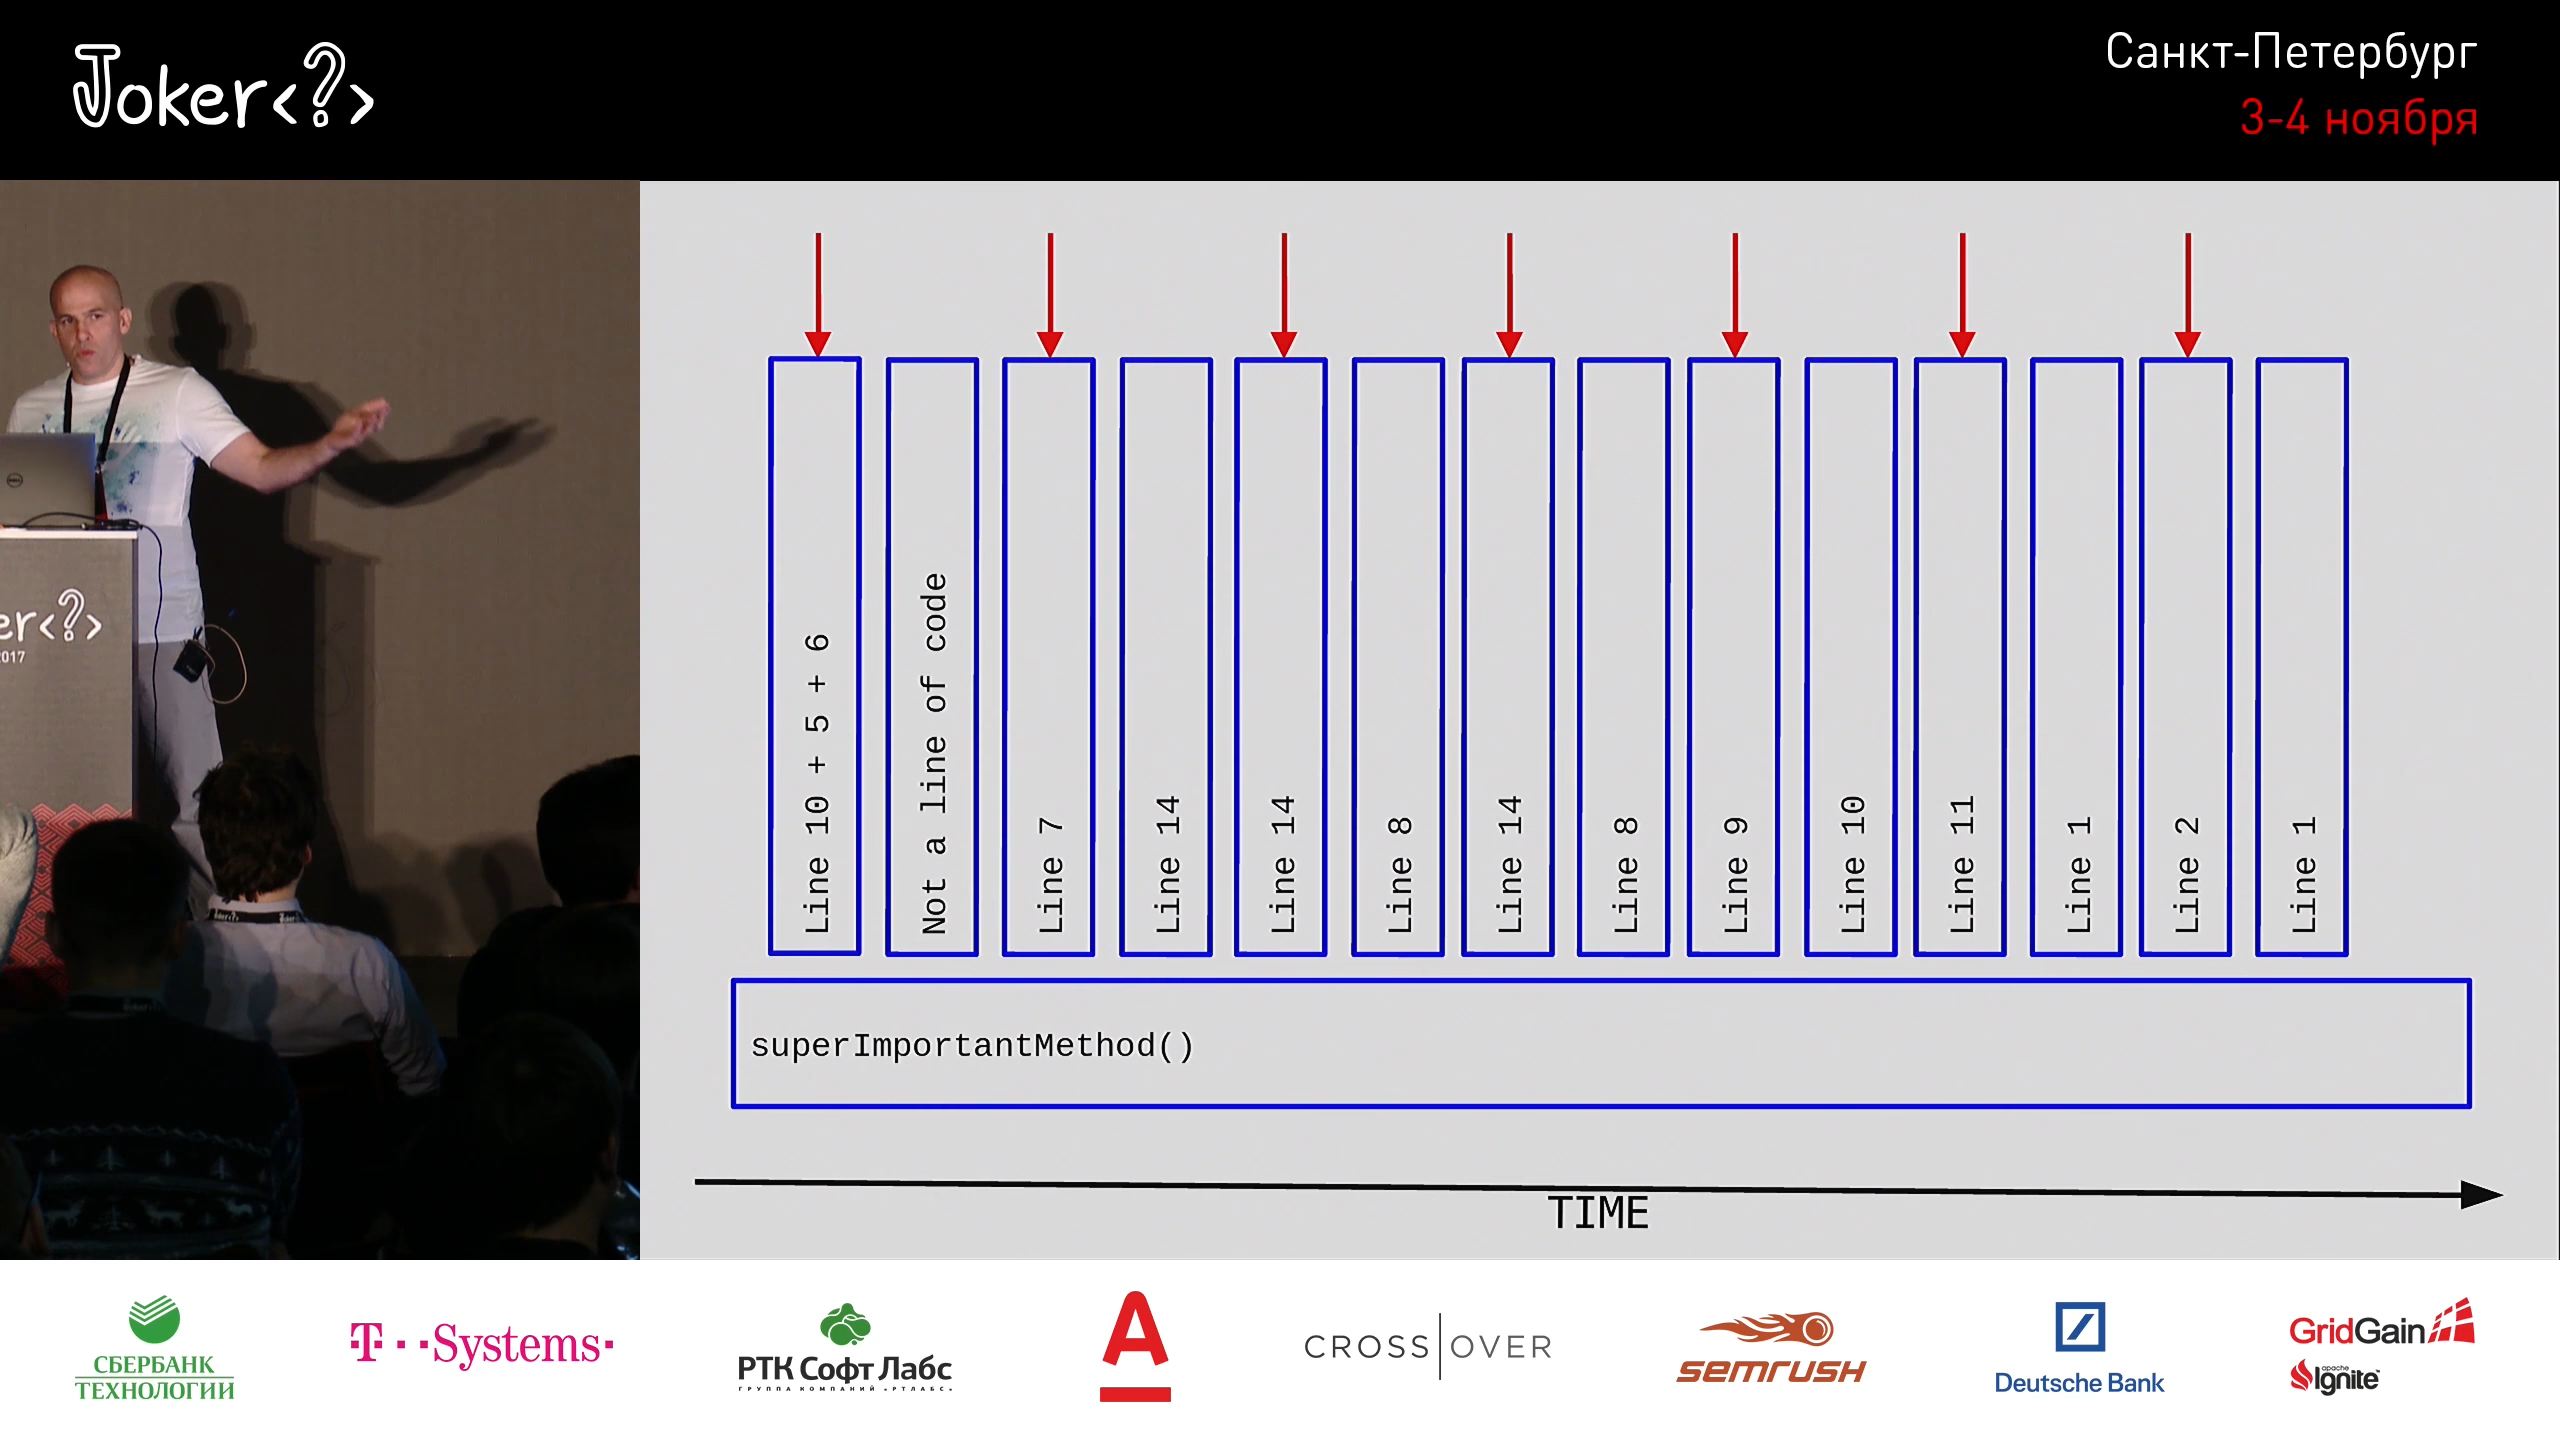 Joker<?>
Санкт-Петербург
3-4 ноября
er<?>
2017
Line 10 + 5 + 6
Not a line of code
Line 7
Line 14
Line 14
Line 8
Line 14
Line 8
Line 9
Line 10
Line 11
Line 1
Line 2
Line 1
superImportantMethod()
TIME
СБЕРБАНК
ТЕХНОЛОГИИ
T··Systems·
РТК Софт Лабс
ГРУППА КОМПАНИЙ «РТЛАБС»
A
CROSS|OVER
semrush
Deutsche Bank
GridGain
apache
Ignite